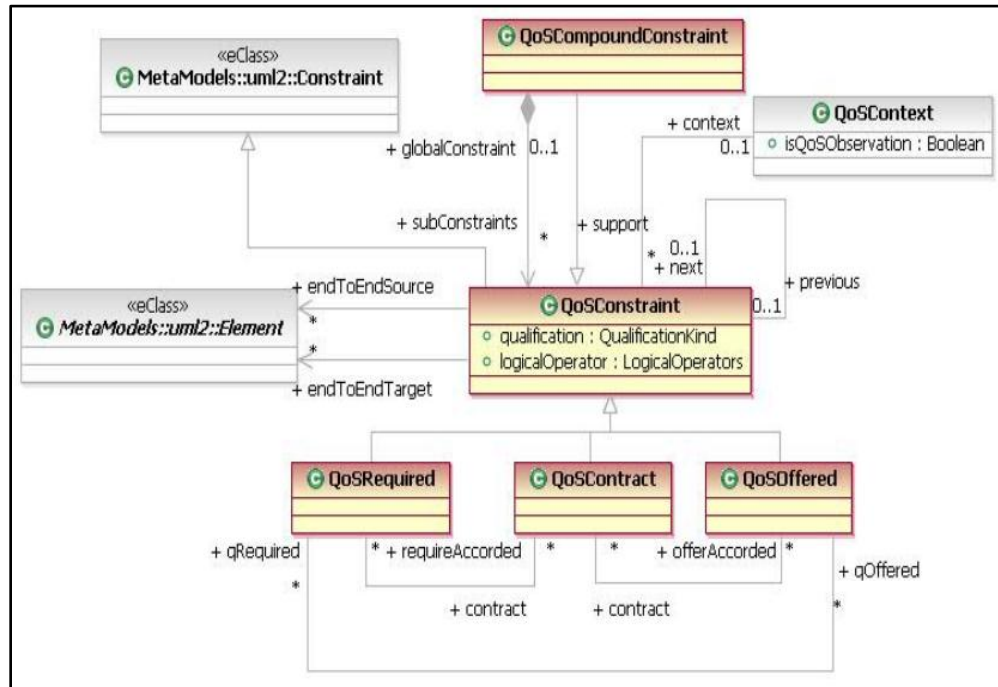 QoSCompoundConstraint
«eClass»
MetaModels::uml2::Constraint
QoSContext
isQoSObservation : Boolean
+ context
0..1
+ globalConstraint
0..1
+ subConstraints
*
+ support
*
0..1
+ next
+ previous
0..1
+ endToEndSource
*
«eClass»
MetaModels::uml2::Element
*
+ endToEndTarget
QoSConstraint
qualification : QualificationKind
logicalOperator : LogicalOperators
QoSRequired
QoSContract
QoSOffered
+ qRequired
*
* + requireAccorded *
* + offerAccorded *
+ qOffered
*
+ contract
+ contract